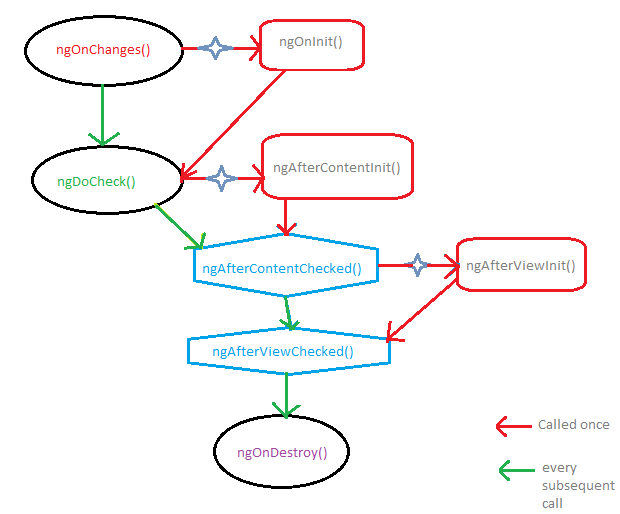 ngOnChanges()
ngOnInit()
ngDoCheck()
ngAfterContentInit()
ngAfterContentChecked()
ngAfterViewInit()
ngAfterViewChecked()
ngOnDestroy()
Called once
every
subsequent
call